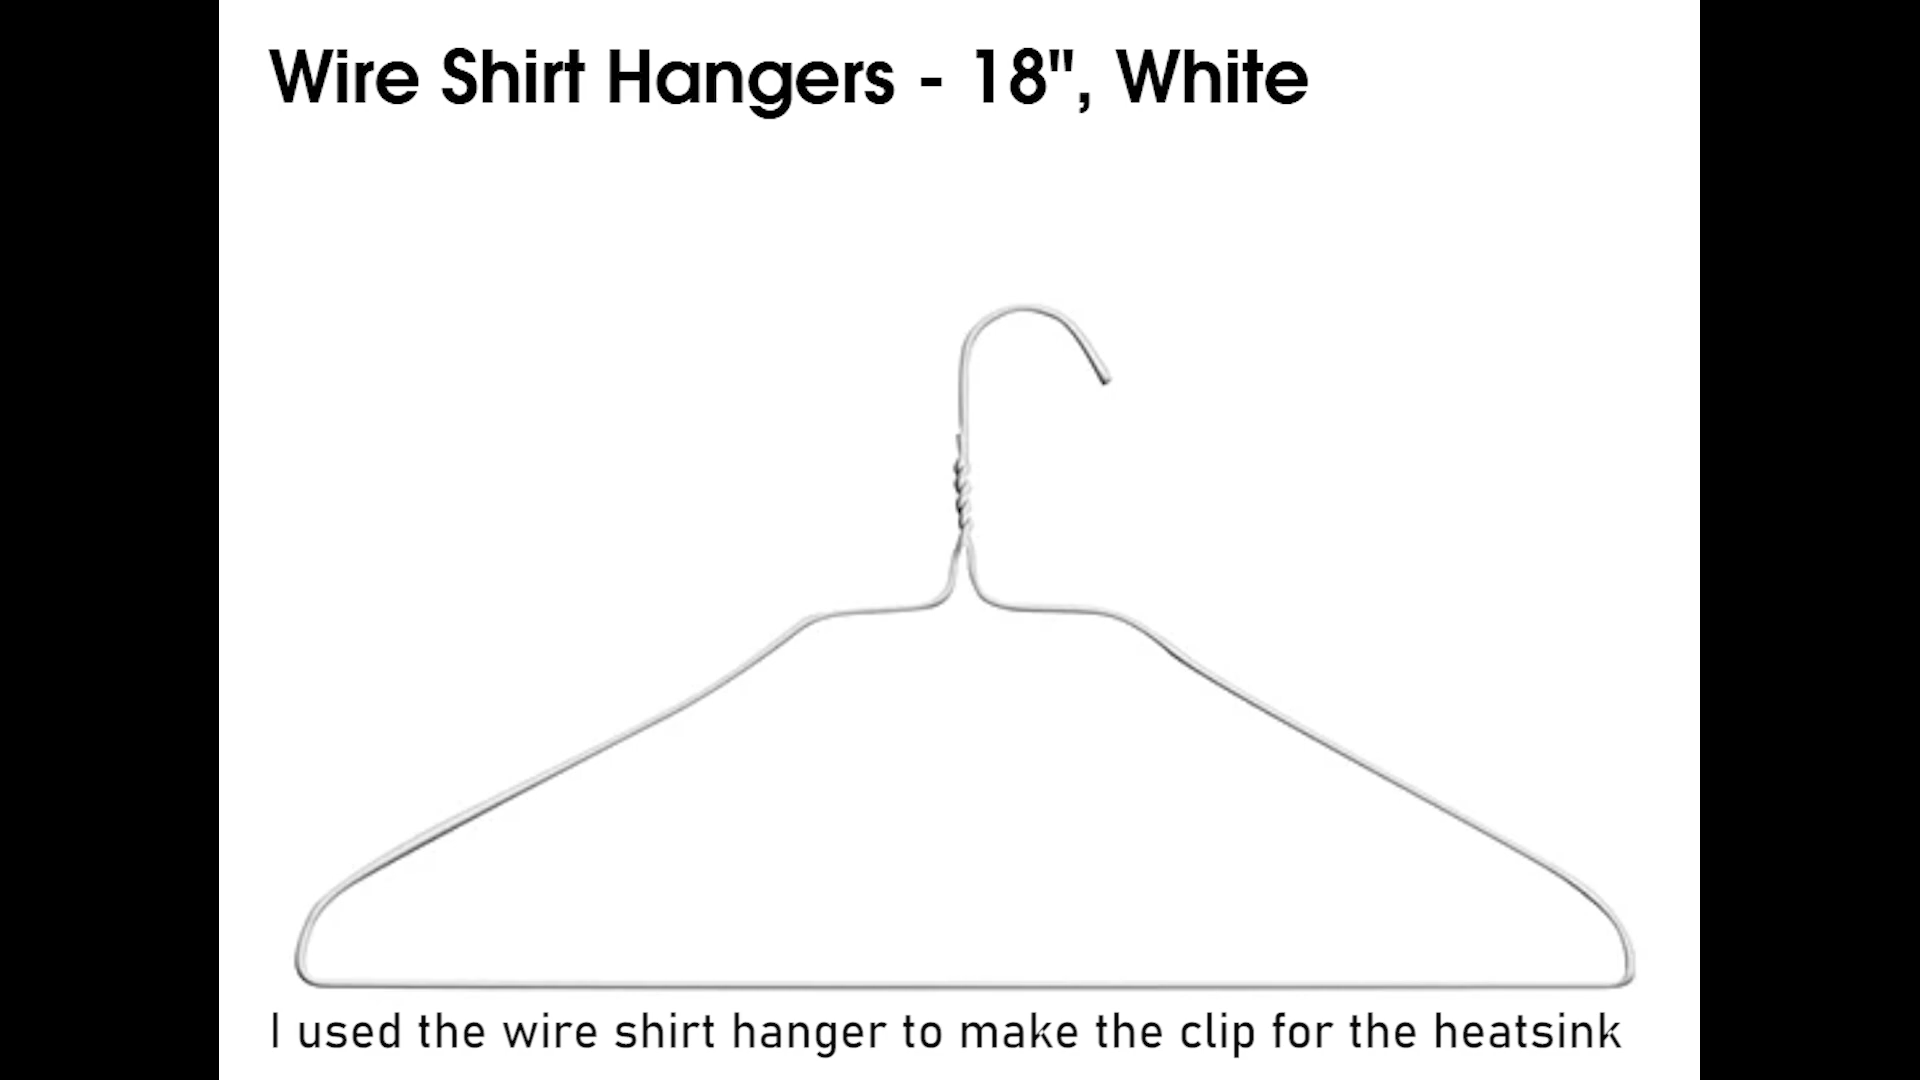 Wire Shirt Hangers - 18", White
I used the wire shirt hanger to make the clip for the heatsink